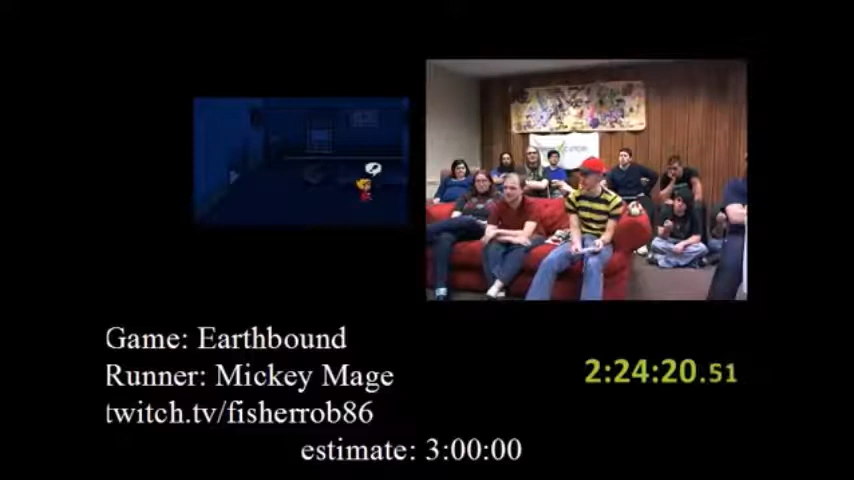 Game: Earthbound
Runner: Mickey Mage
twitch.tv/fisherrob86
estimate: 3:00:00
2:24:20.51